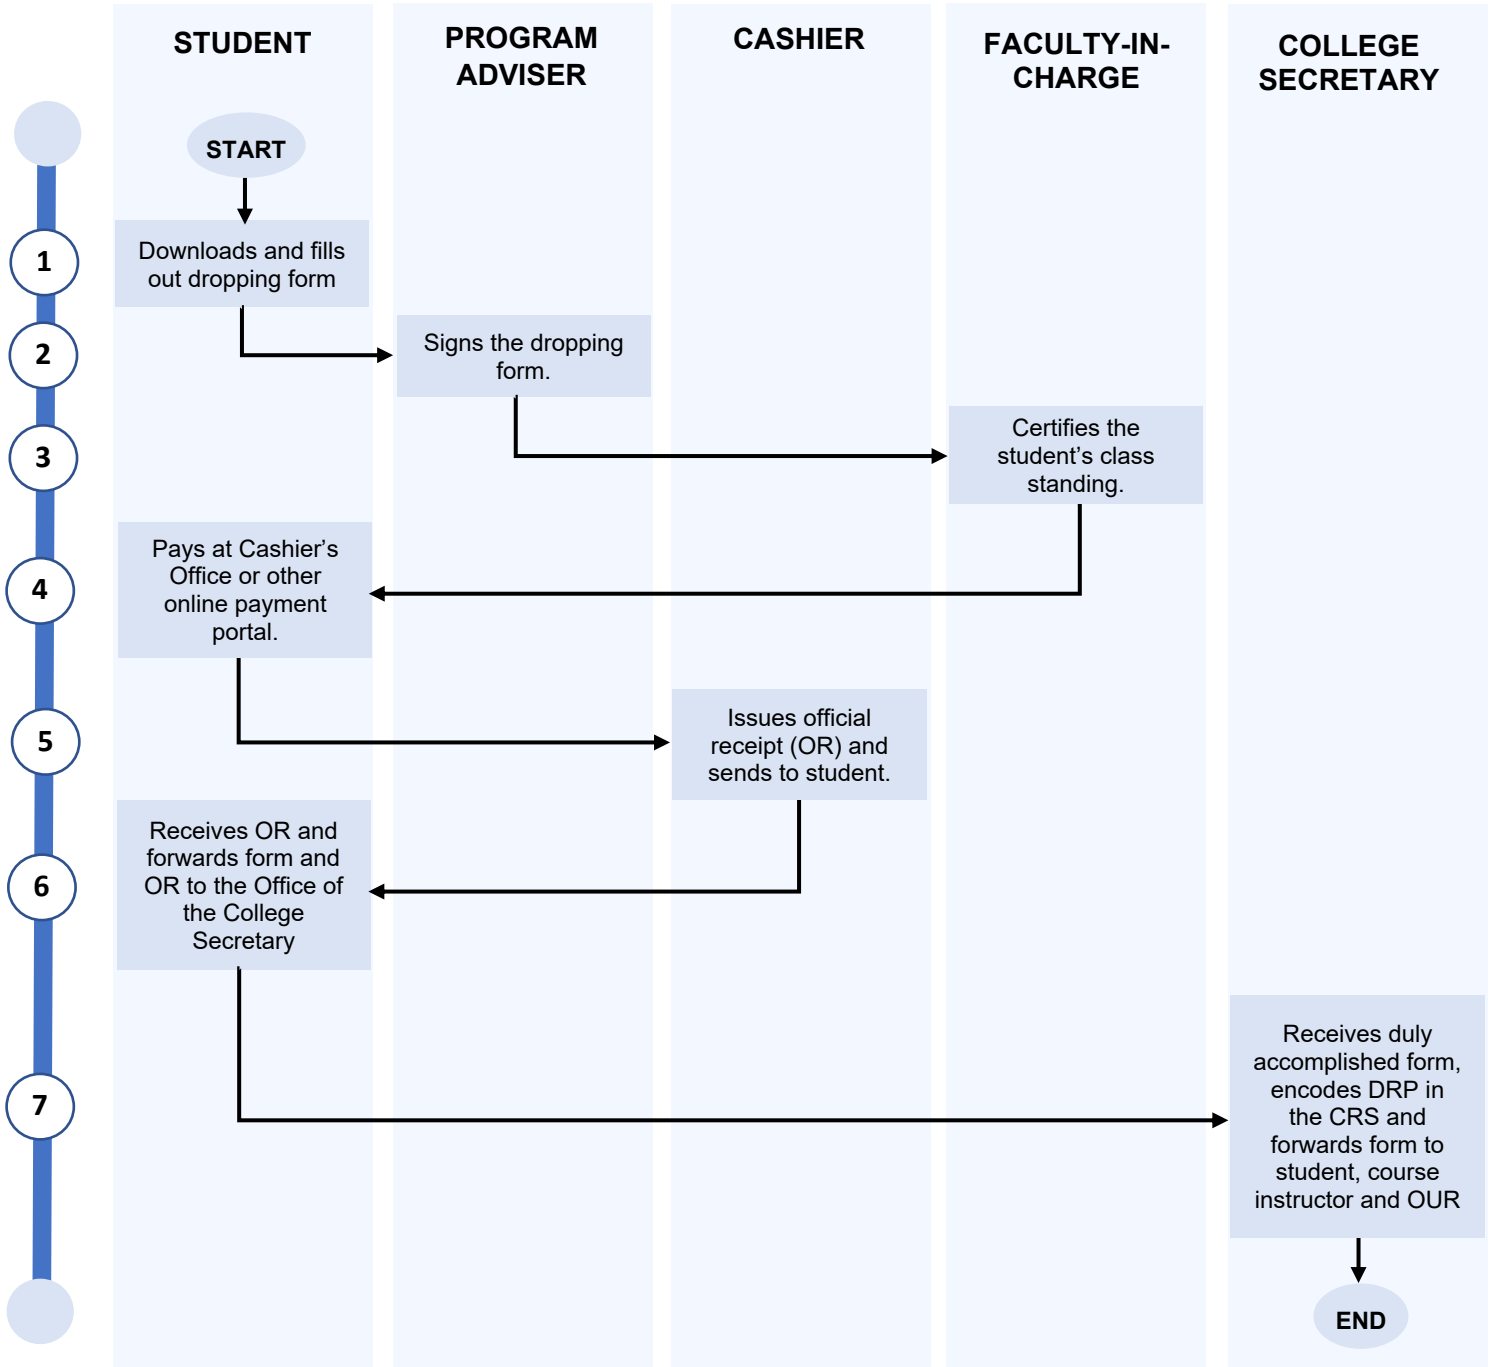 STUDENT
PROGRAM
ADVISER
CASHIER
FACULTY-IN-
CHARGE
COLLEGE
SECRETARY
START
1
Downloads and fills
out dropping form
2
Signs the dropping
form.
3
Certifies the
student’s class
standing.
4
Pays at Cashier’s
Office or other
online payment
portal.
5
Issues official
receipt (OR) and
sends to student.
6
Receives OR and
forwards form and
OR to the Office of
the College
Secretary
7
Receives duly
accomplished form,
encodes DRP in
the CRS and
forwards form to
student, course
instructor and OUR
END